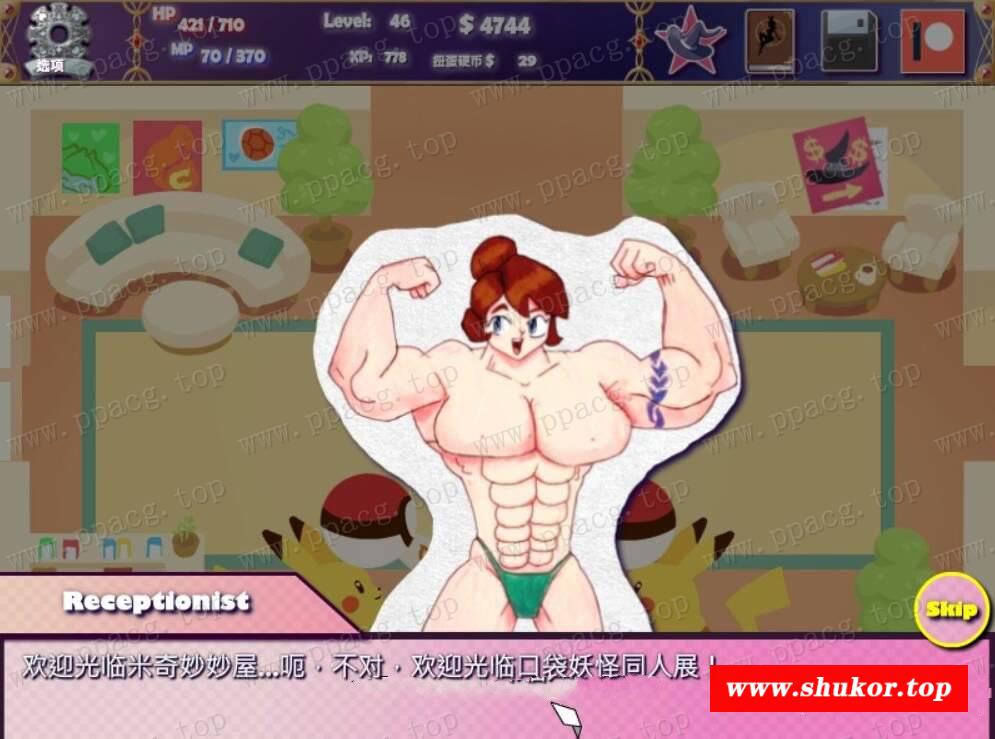 HP 421 / 710
MP 70 / 370
Level: 46
XP: 778
$ 4744
扭蛋硬币 $ 29
选项
$ $
www.ppacg.top
Receptionist
Skip
欢迎光临米奇妙妙屋...呃，不对，欢迎光临口袋妖怪同人展！
www.shukor.top